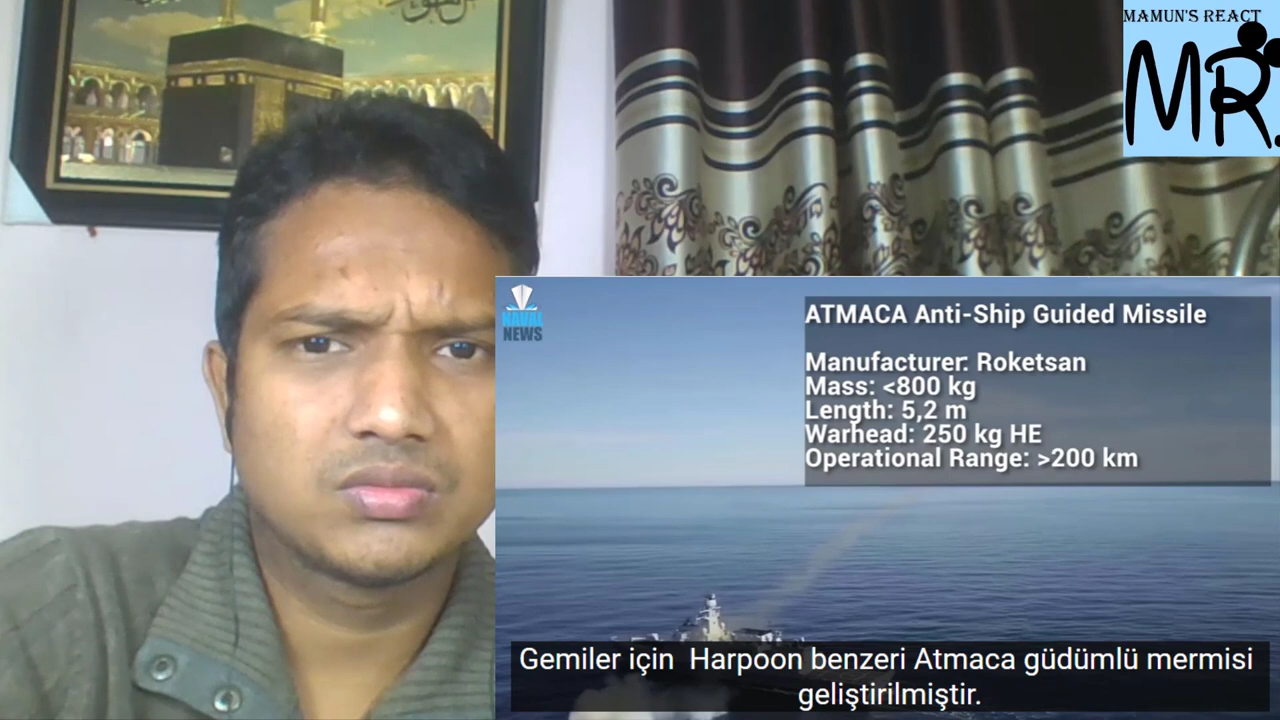 MAMUN'S REACT
MR.
NAVAL
NEWS
ATMACA Anti-Ship Guided Missile
Manufacturer: Roketsan
Mass: <800 kg
Length: 5,2 m
Warhead: 250 kg HE
Operational Range: >200 km
Gemiler için Harpoon benzeri Atmaca güdümlü mermisi
geliştirilmiştir.